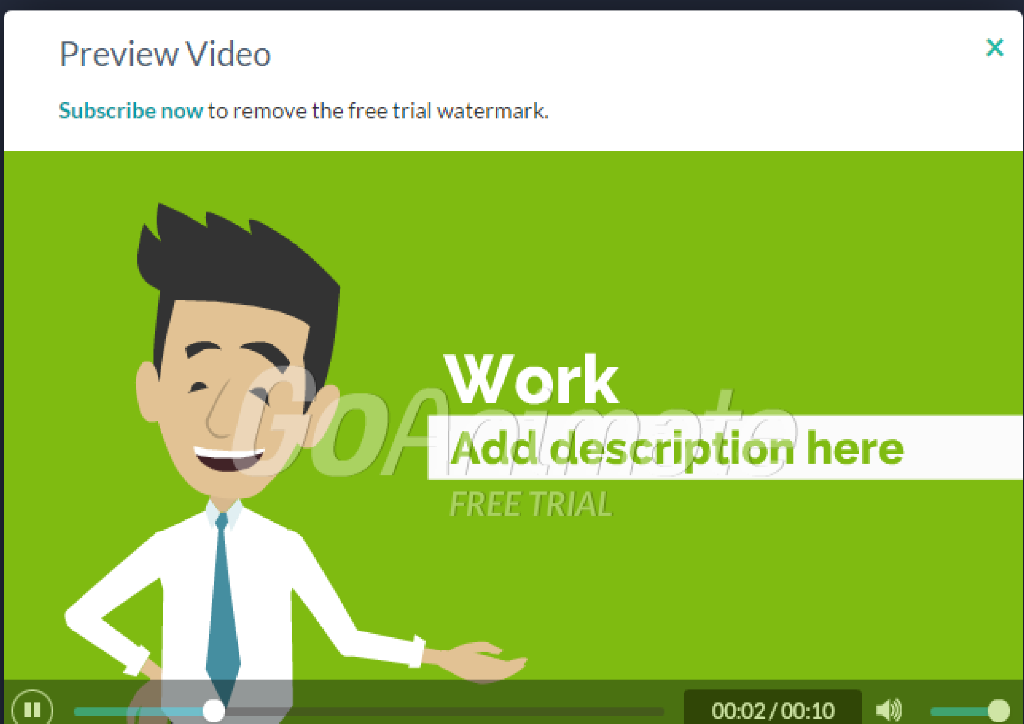 Preview Video
Subscribe now to remove the free trial watermark.
Work
GoAnimate
Add description here
FREE TRIAL
00:02 / 00:10